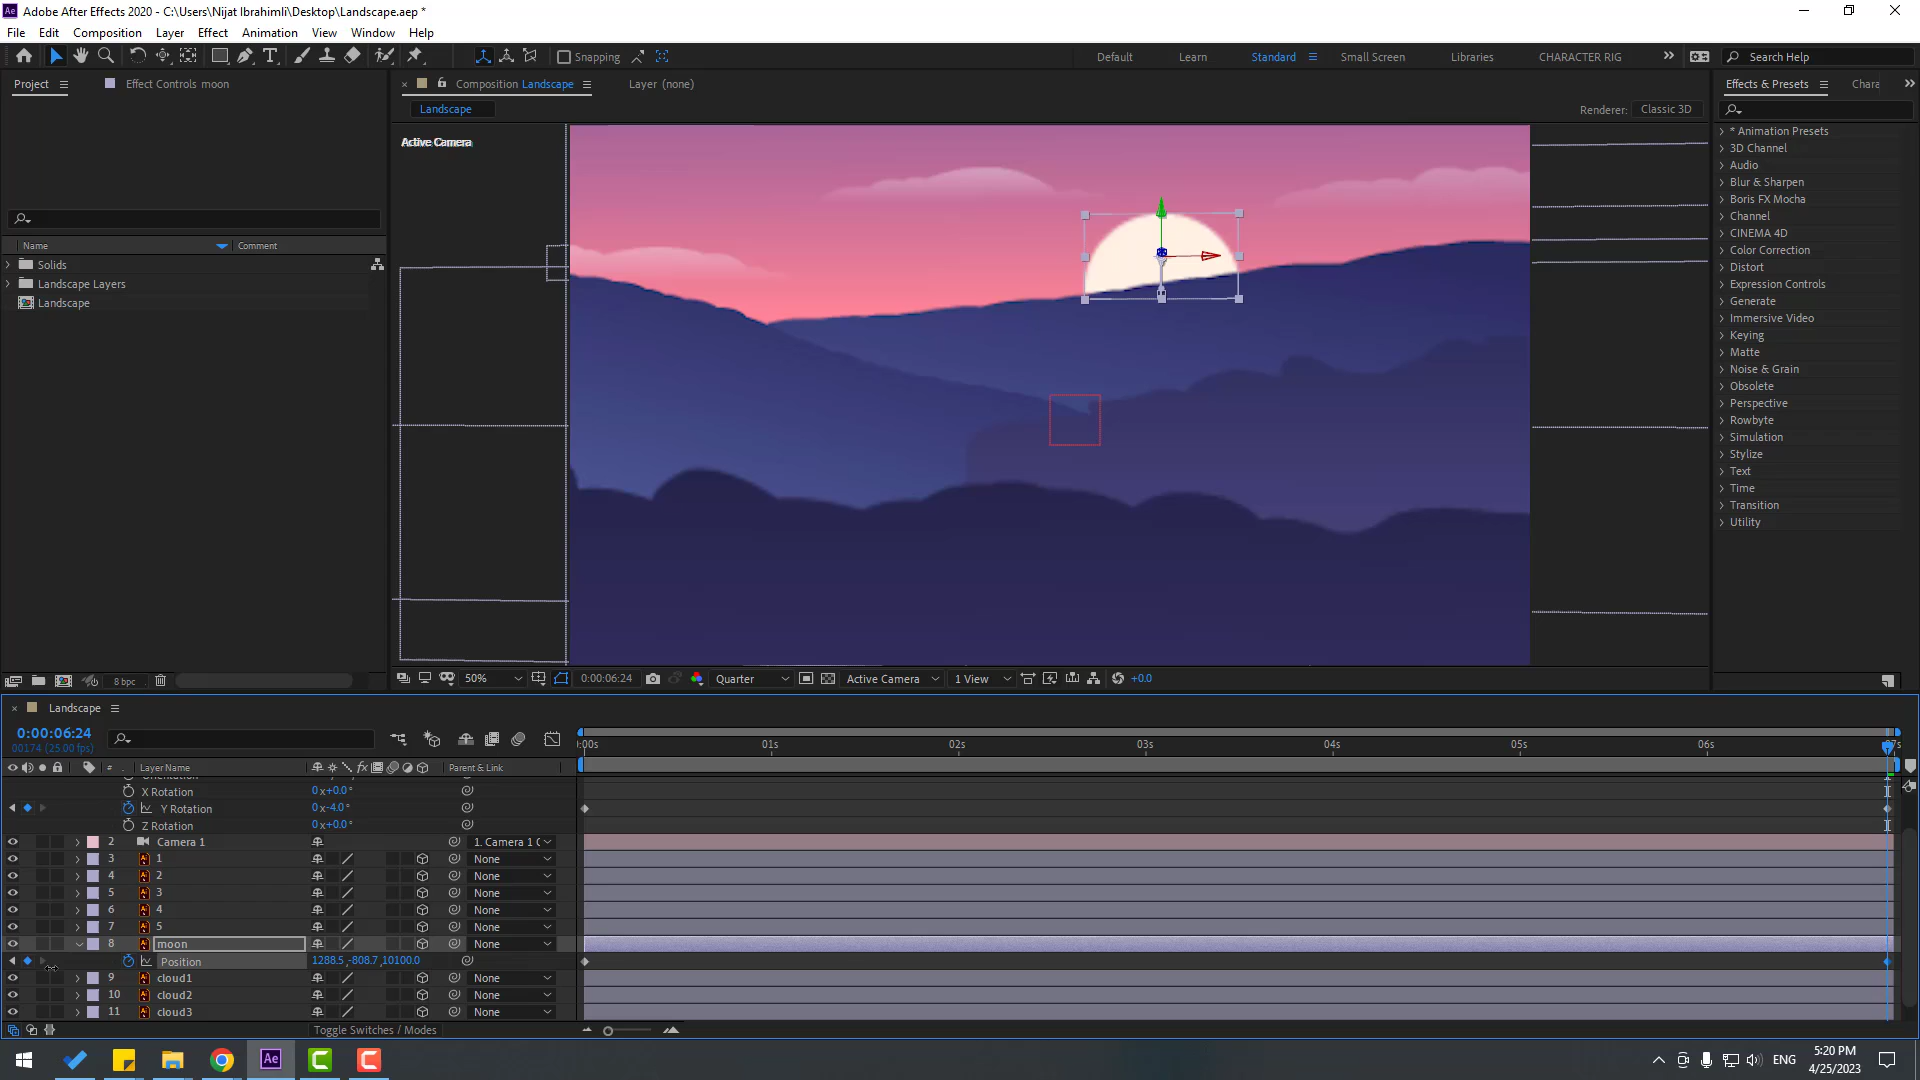 Adobe After Effects 2020 - C:\Users\Nijat Ibrahimli\Desktop\Landscape.aep *
File Edit Composition Layer Effect Animation View Window Help
Snapping
Default Learn Standard Small Screen Libraries CHARACTER RIG
Search Help
Project
Effect Controls moon
Composition Landscape
Layer (none)
Effects & Presets
Landscape
Renderer: Classic 3D
Active Camera
Name Comment
Solids
Landscape Layers
Landscape
* Animation Presets
3D Channel
Audio
Blur & Sharpen
Boris FX Mocha
Channel
CINEMA 4D
Color Correction
Distort
Expression Controls
Generate
Immersive Video
Keying
Matte
Noise & Grain
Obsolete
Perspective
Rowbyte
Simulation
Stylize
Text
Time
Transition
Utility
8 bpc
50% 0:00:06:24 Quarter Active Camera 1 View +0.0
Landscape
0:00:06:24
00174 (25.00 fps)
:00s 01s 02s 03s 04s 05s 06s
# Layer Name fx Parent & Link
X Rotation 0x+0.0°
Y Rotation 0x-4.0°
Z Rotation 0x+0.0°
2 Camera 1
3 1 None
4 2 None
5 3 None
6 4 None
7 5 None
8 moon None
Position 1288.5,-808.7,10100.0
9 cloud1 None
10 cloud2 None
11 cloud3 None
Toggle Switches / Modes
Ae
C
C
ENG
5:20 PM
4/25/2023